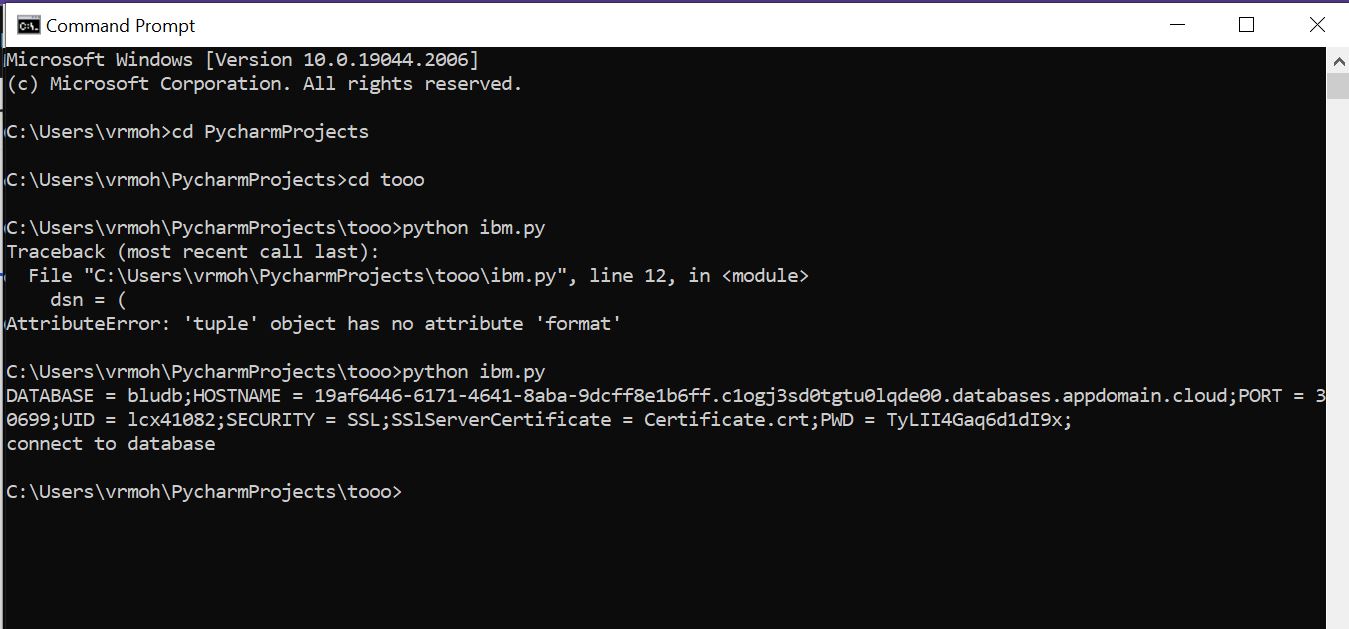 Command Prompt
Microsoft Windows [Version 10.0.19044.2006]
(c) Microsoft Corporation. All rights reserved.
C:\Users\vrmoh>cd PycharmProjects
C:\Users\vrmoh\PycharmProjects>cd tooo
C:\Users\vrmoh\PycharmProjects\tooo>python ibm.py
Traceback (most recent call last):
  File "C:\Users\vrmoh\PycharmProjects\tooo\ibm.py", line 12, in <module>
    dsn = (
AttributeError: 'tuple' object has no attribute 'format'
C:\Users\vrmoh\PycharmProjects\tooo>python ibm.py
DATABASE = bludb;HOSTNAME = 19af6446-6171-4641-8aba-9dcff8e1b6ff.c1ogj3sd0tgtu0lqde00.databases.appdomain.cloud;PORT = 3
0699;UID = lcx41082;SECURITY = SSL;SSlServerCertificate = Certificate.crt;PWD = TyLII4Gaq6d1dI9x;
connect to database
C:\Users\vrmoh\PycharmProjects\tooo>